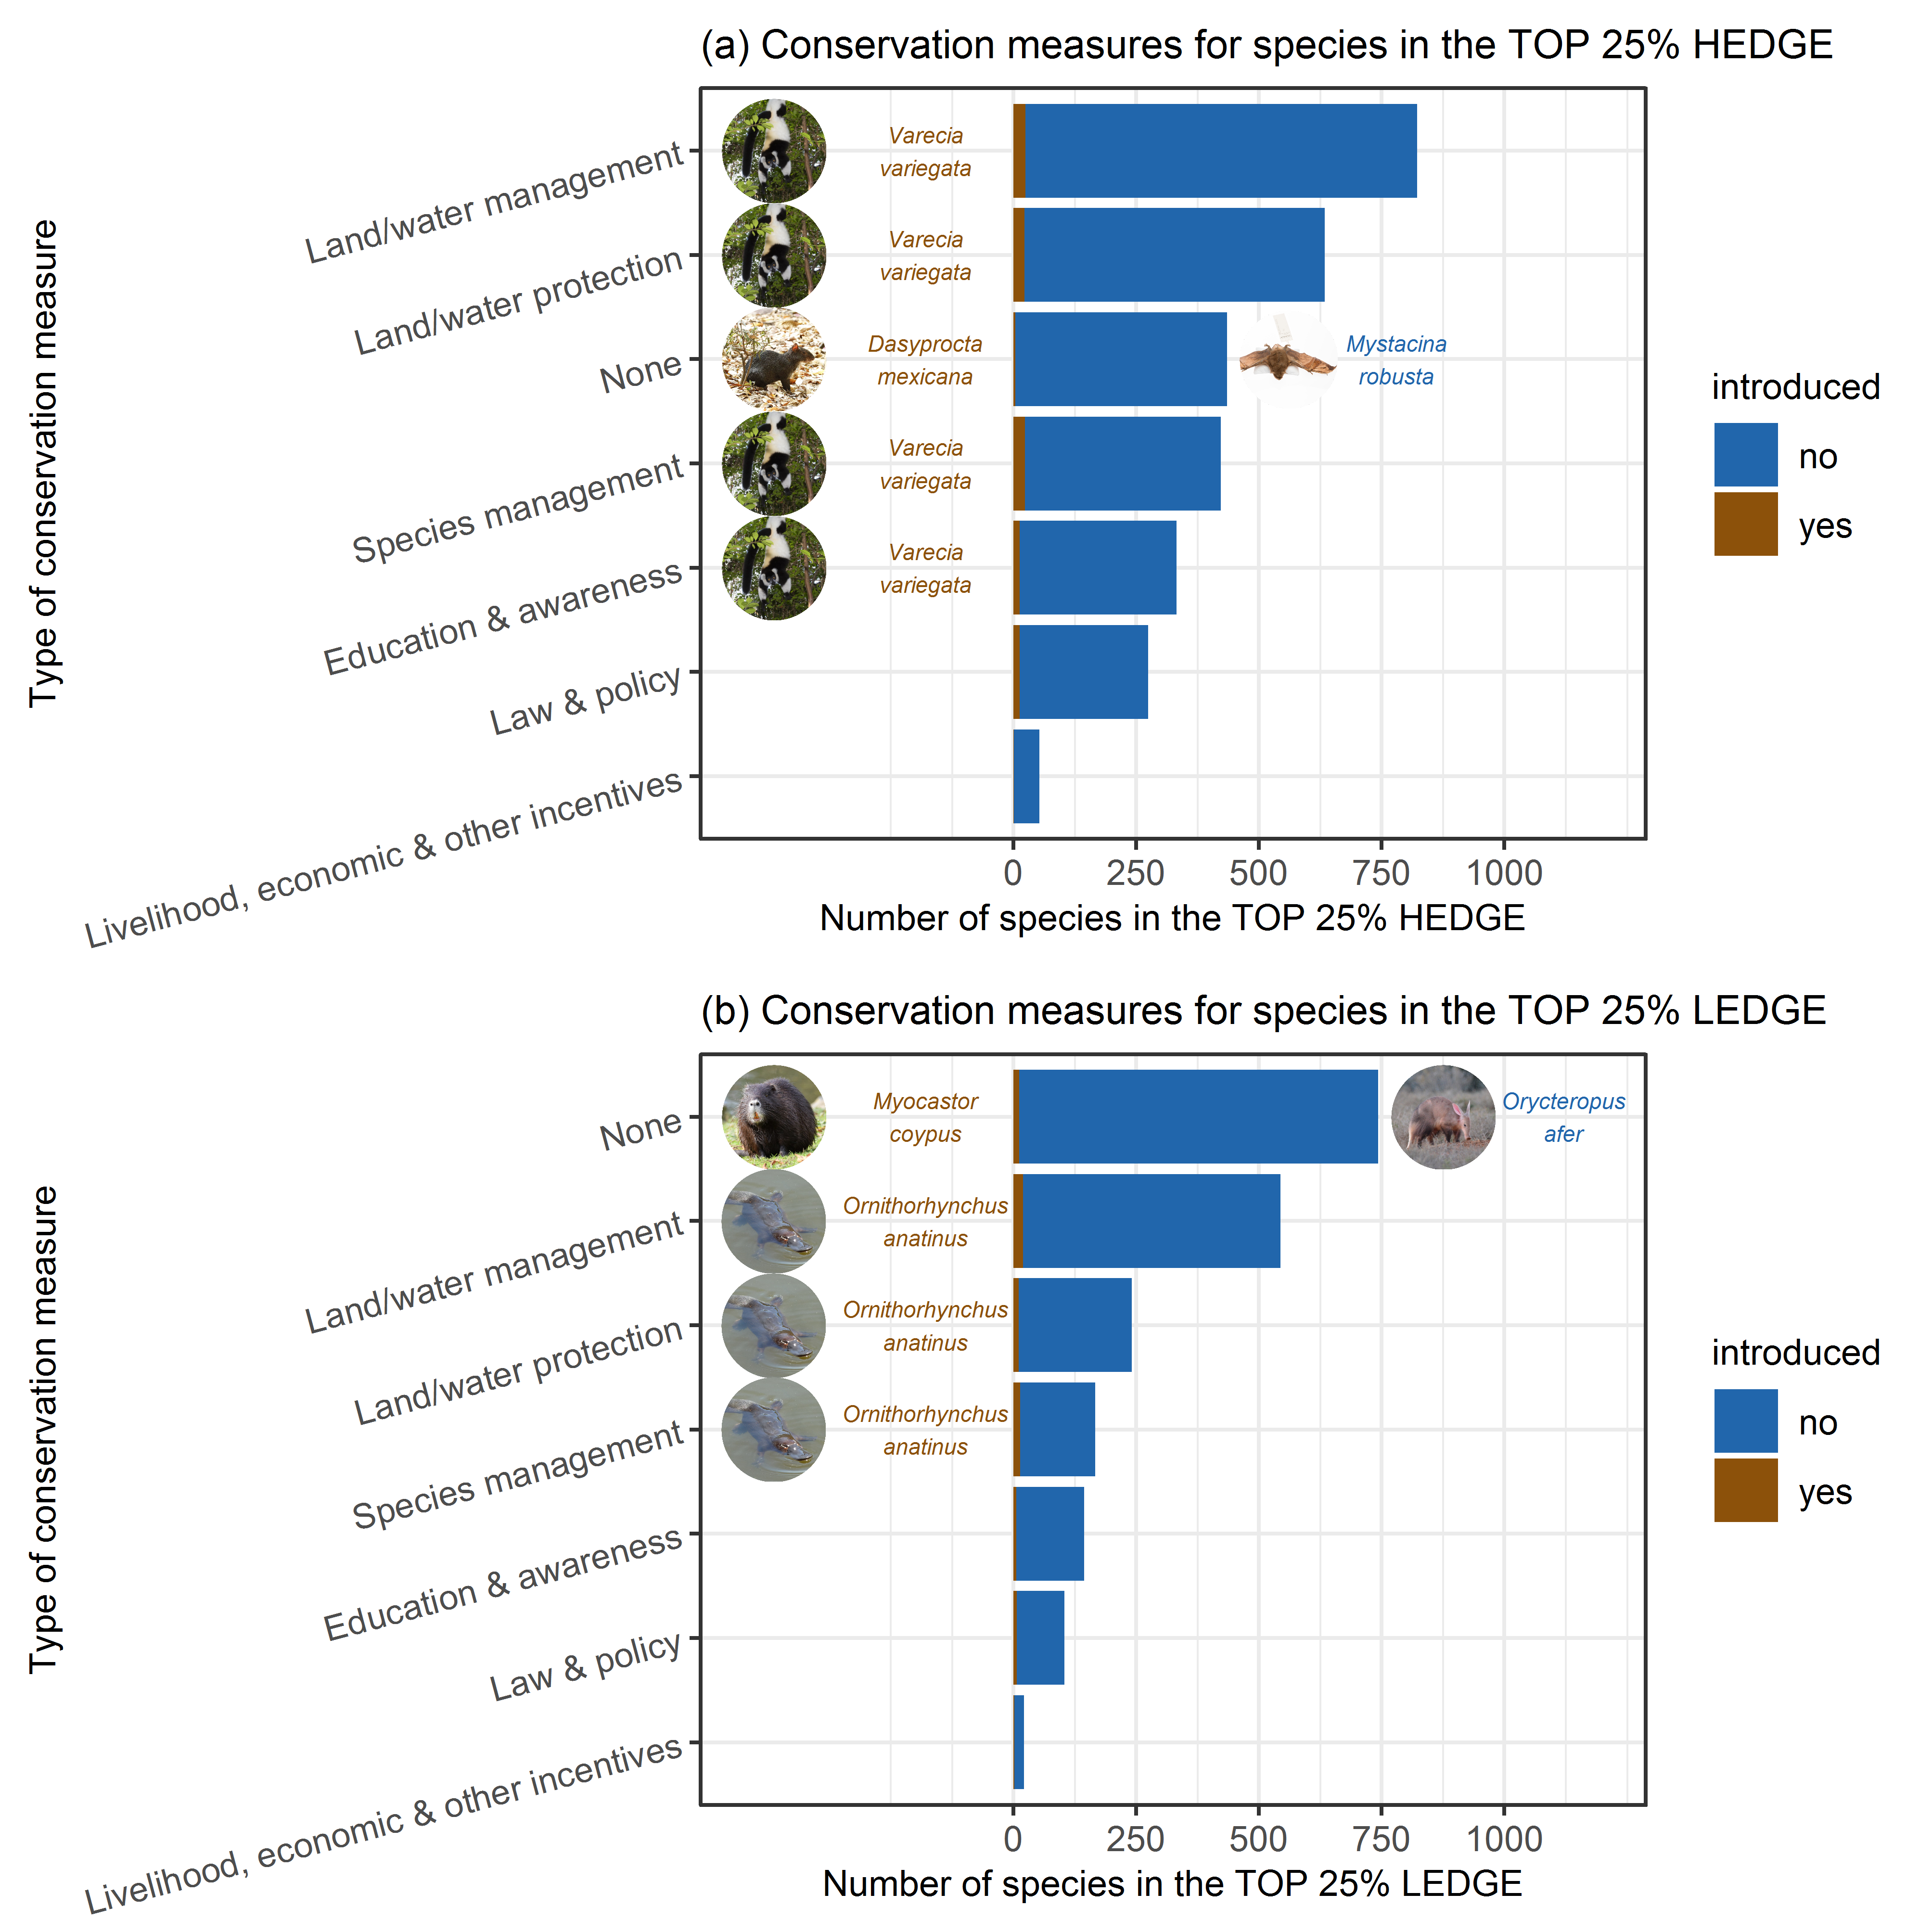 (a) Conservation measures for species in the TOP 25% HEDGE
Type of conservation measure
Land/water management
Varecia
variegata
Land/water protection
Varecia
variegata
None
Dasyprocta
mexicana
Mystacina
robusta
Species management
Varecia
variegata
Education & awareness
Varecia
variegata
Law & policy
Livelihood, economic & other incentives
0 250 500 750 1000
Number of species in the TOP 25% HEDGE
introduced
no
yes
(b) Conservation measures for species in the TOP 25% LEDGE
Type of conservation measure
None
Myocastor
coypus
Orycteropus
afer
Land/water management
Ornithorhynchus
anatinus
Land/water protection
Ornithorhynchus
anatinus
Species management
Ornithorhynchus
anatinus
Education & awareness
Law & policy
Livelihood, economic & other incentives
0 250 500 750 1000
Number of species in the TOP 25% LEDGE
introduced
no
yes